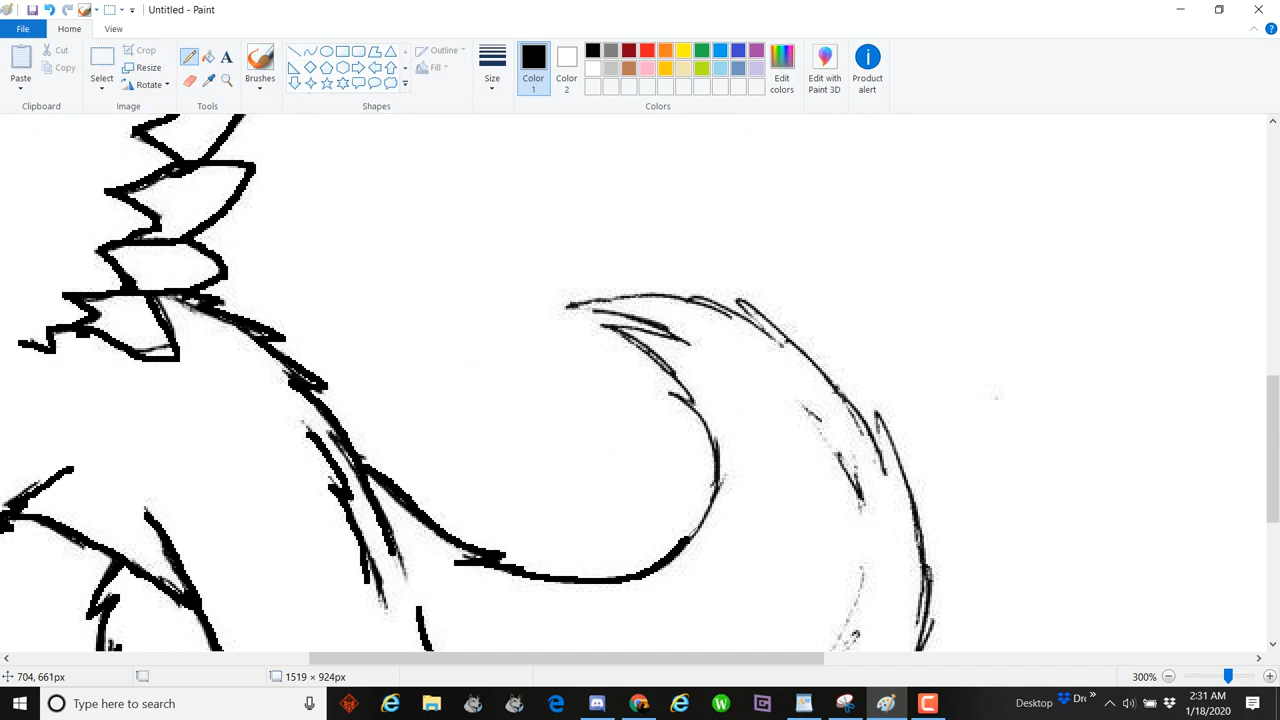 Untitled - Paint
File Home View
Paste
Cut
Copy
Clipboard
Select
Crop
Resize
Rotate
Image
A
Tools
Brushes
Outline
Fill
Shapes
Size
Color 1
Color 2
Edit colors
Colors
Edit with Paint 3D
Product alert
704, 661px
1519 × 924px
300%
Type here to search
W
Desktop
Dr
2:31 AM
1/18/2020